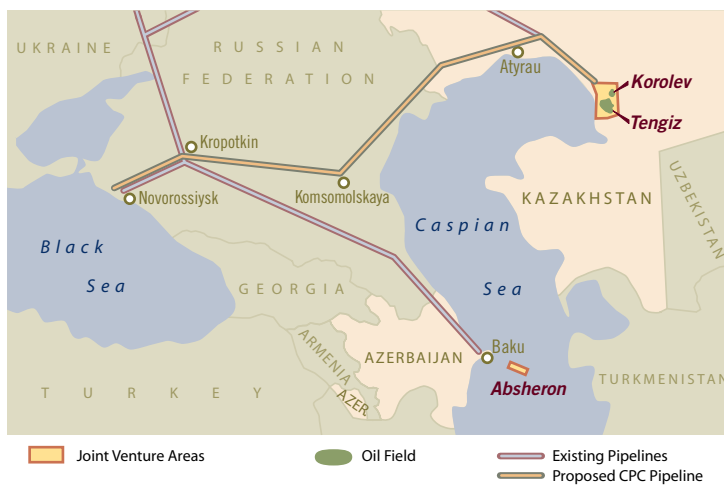 UKRAINE
RUSSIAN
FEDERATION
Atyrau
Korolev
Tengiz
Kropotkin
Novorossiysk
Komsomolskaya
KAZAKHSTAN
UZBEKISTAN
Black
Sea
Caspian
Sea
GEORGIA
ARMENIA
AZERBAIJAN
AZER
Baku
Absheron
TURKEY
TURKMENISTAN
Joint Venture Areas
Oil Field
Existing Pipelines
Proposed CPC Pipeline